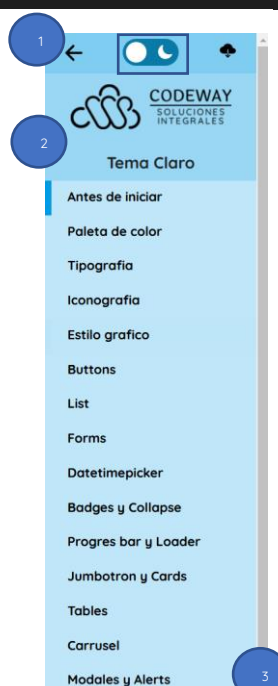 1
CODEWAY
SOLUCIONES
INTEGRALES
2
Tema Claro
Antes de iniciar
Paleta de color
Tipografia
Iconografia
Estilo grafico
Buttons
List
Forms
Datetimepicker
Badges y Collapse
Progres bar y Loader
Jumbotron y Cards
Tables
Carrusel
Modales y Alerts
3